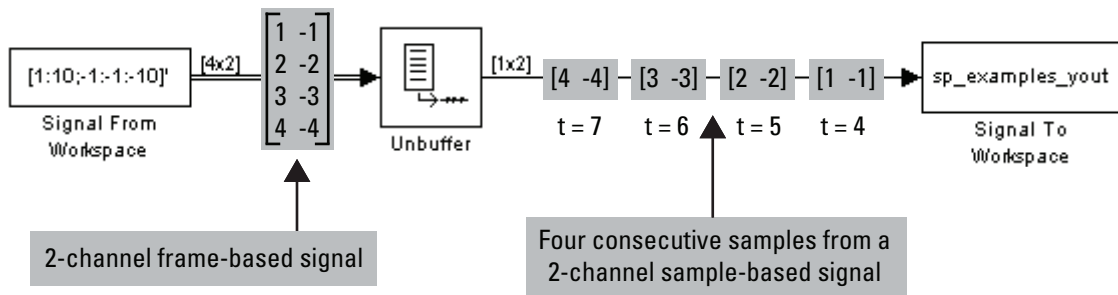 [1:10;-1:-1:-10]'
Signal From
Workspace
[4x2]
1 -1
2 -2
3 -3
4 -4
Unbuffer
[1x2]
[4 -4] [3 -3] [2 -2] [1 -1]
t = 7 t = 6 t = 5 t = 4
sp_examples_yout
Signal To
Workspace
2-channel frame-based signal
Four consecutive samples from a
2-channel sample-based signal